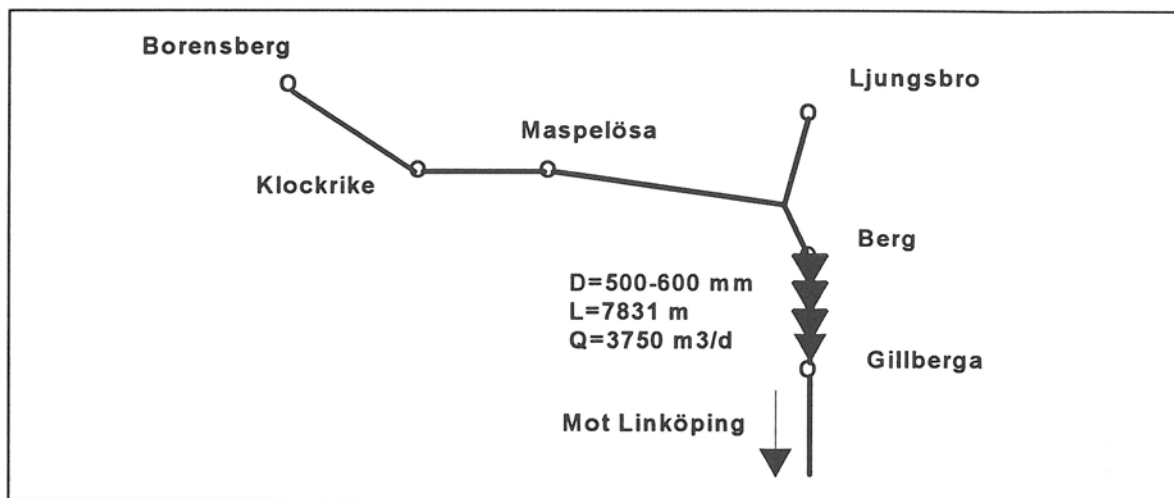 Borensberg
Ljungsbro
Maspelösa
Klockrike
Berg
D=500-600 mm
L=7831 m
Q=3750 m3/d
Gillberga
Mot Linköping